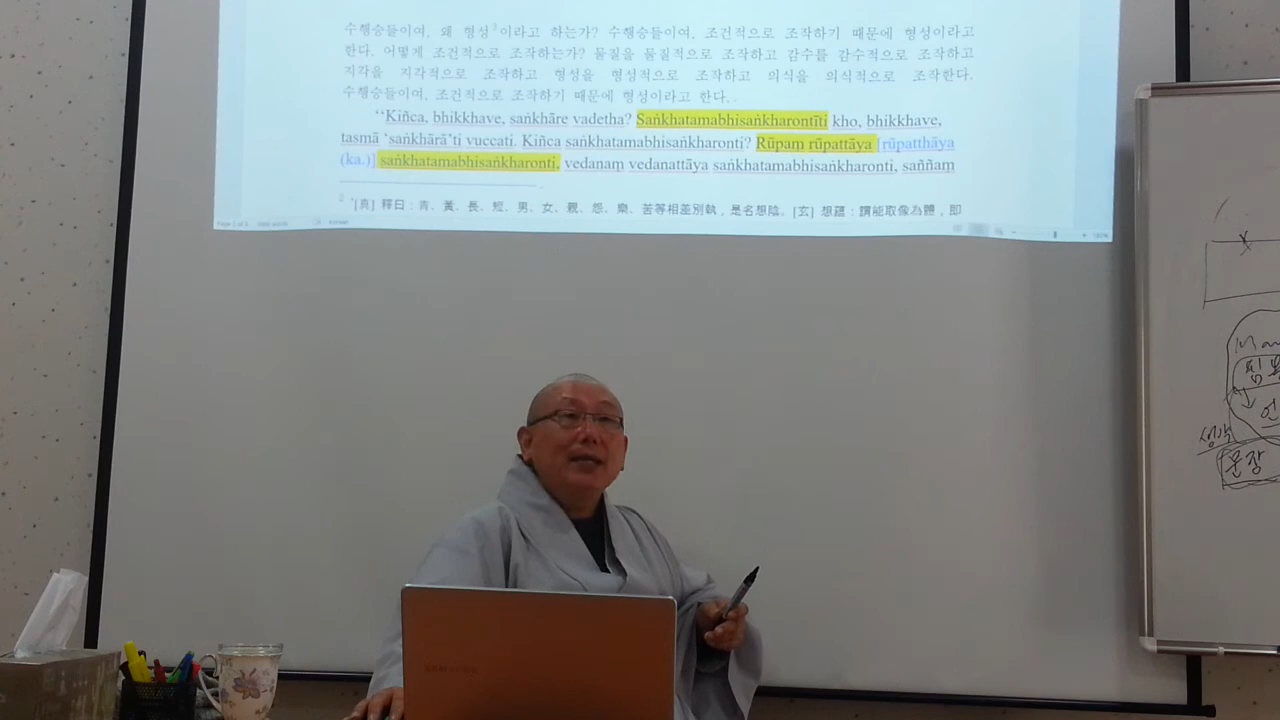 수행승들이여, 왜 형성2이라고 하는가? 수행승들이여, 조건적으로 조작하기 때문에 형성이라고
한다. 어떻게 조건적으로 조작하는가? 물질을 물질적으로 조작하고 감수를 감수적으로 조작하고
지각을 지각적으로 조작하고 형성을 형성적으로 조작하고 의식을 의식적으로 조작한다.
수행승들이여, 조건적으로 조작하기 때문에 형성이라고 한다.
‘‘Kiñca, bhikkhave, saṅkhāre vadetha? Saṅkhatamabhisaṅkharontīti kho, bhikkhave,
tasmā ‘saṅkhārā’ti vuccati. Kiñca saṅkhatamabhisaṅkharonti? Rūpaṃ rūpattāya [rūpatthāya
(ka.)] saṅkhatamabhisaṅkharonti, vedanaṃ vedanattāya saṅkhatamabhisaṅkharonti, saññaṃ
2 [真] 釋曰：青、黃、長、短、男、女、親、怨、樂、苦等相差別執，是名想陰。[玄] 想蘊：謂能取像為體，即
Korean
100%
생각
문장
SAMSUNG